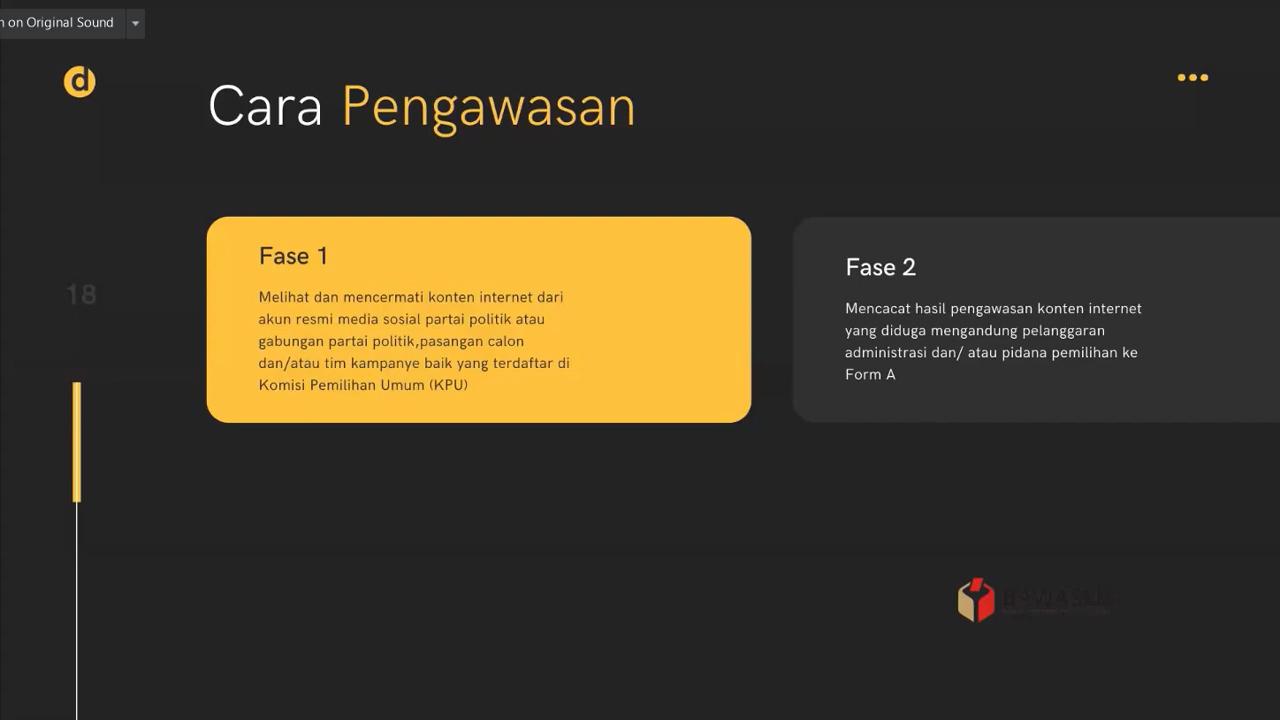 n on Original Sound
d
Cara Pengawasan
18
Fase 1
Melihat dan mencermati konten internet dari
akun resmi media sosial partai politik atau
gabungan partai politik,pasangan calon
dan/atau tim kampanye baik yang terdaftar di
Komisi Pemilihan Umum (KPU)
Fase 2
Mencacat hasil pengawasan konten internet
yang diduga mengandung pelanggaran
administrasi dan/ atau pidana pemilihan ke
Form A
BAWASLU